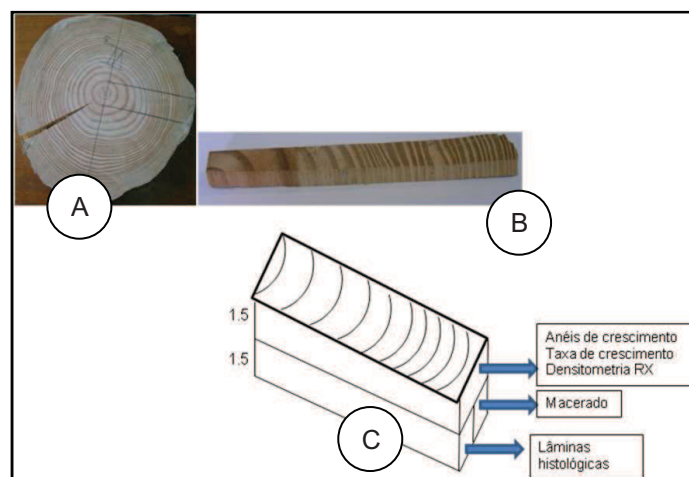 A
B
1.5
1.5
C
Anéis de crescimento
Taxa de crescimento
Densitometria RX
Macerado
Lâminas
histológicas